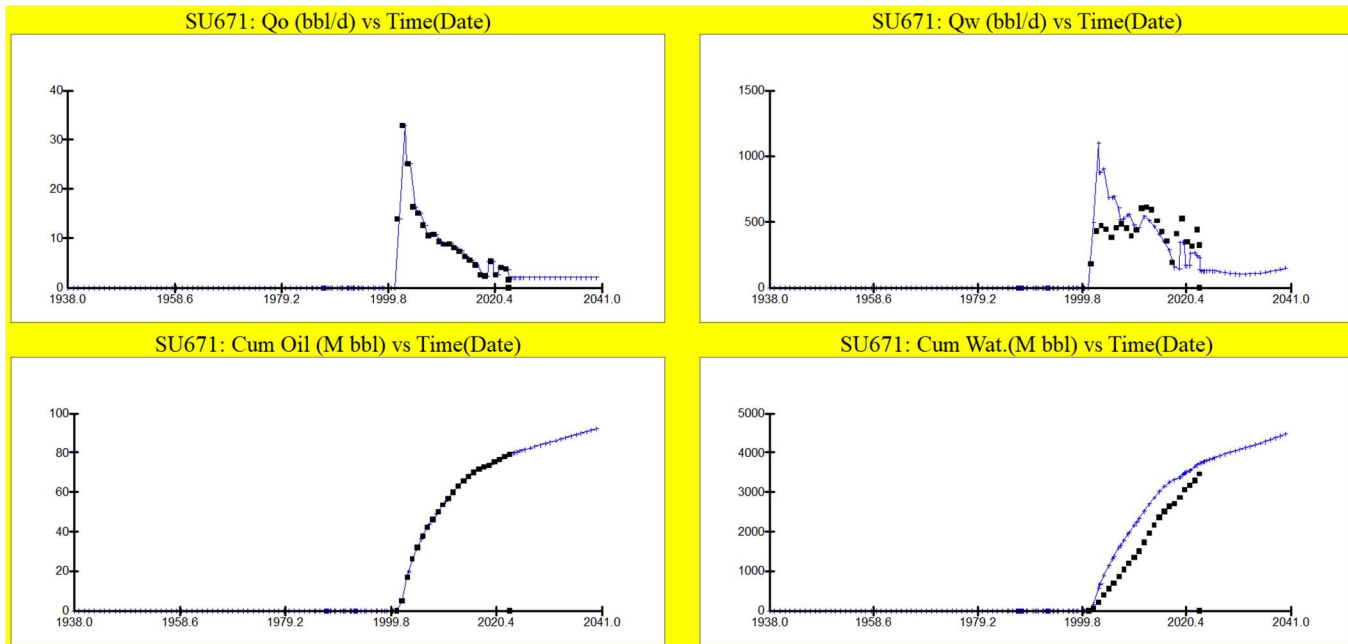 SU671: Qo (bbl/d) vs Time(Date)
40
30
20
10
0
1938.0 1958.6 1979.2 1999.8 2020.4 2041.0
SU671: Qw (bbl/d) vs Time(Date)
1500
1000
500
0
1938.0 1958.6 1979.2 1999.8 2020.4 2041.0
SU671: Cum Oil (M bbl) vs Time(Date)
100
80
60
40
20
0
1938.0 1958.6 1979.2 1999.8 2020.4 2041.0
SU671: Cum Wat.(M bbl) vs Time(Date)
5000
4000
3000
2000
1000
0
1938.0 1958.6 1979.2 1999.8 2020.4 2041.0